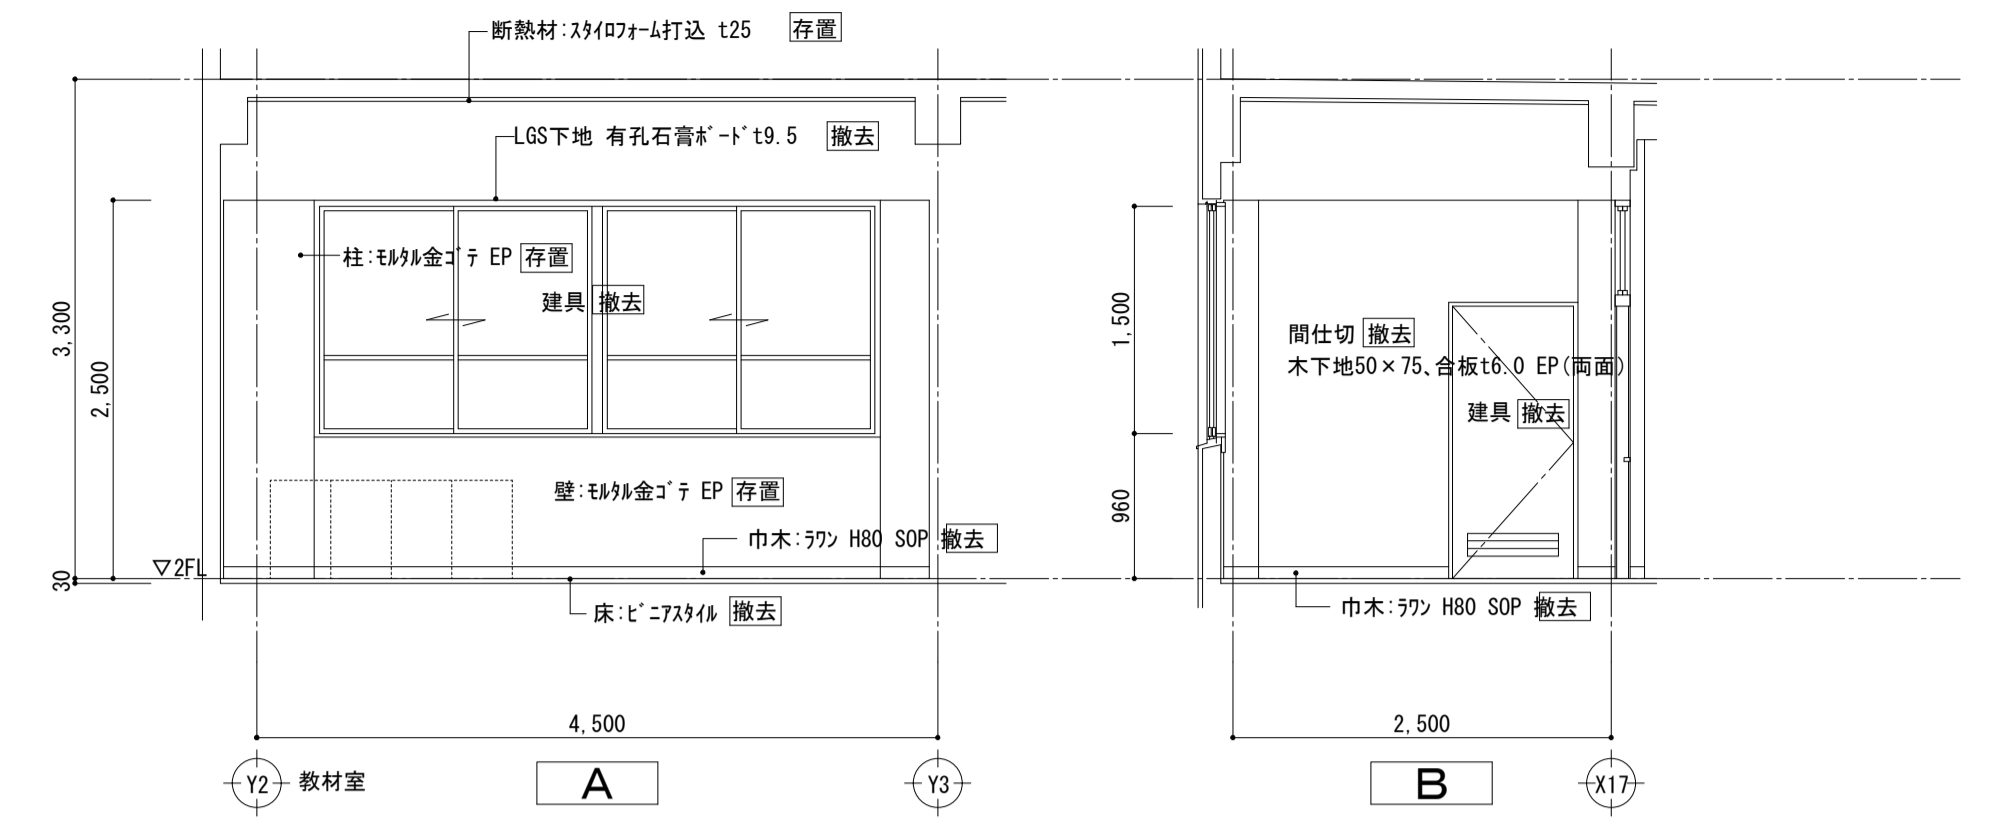 断熱材:ｽﾀｲﾛﾌｫｰﾑ打込 t25 存置
LGS下地 有孔石膏ﾎﾞｰﾄﾞt9.5 撤去
柱:ﾓﾙﾀﾙ金ｺﾞﾃ EP 存置
建具 撤去
壁:ﾓﾙﾀﾙ金ｺﾞﾃ EP 存置
巾木:ﾗﾜﾝ H80 SOP 撤去
床:ﾋﾞﾆｱｽﾀｲﾙ 撤去
3,300
2,500
30
▽2FL
4,500
Y2
教材室
A
Y3
1,500
960
間仕切 撤去
木下地50×75、合板t6.0 EP(両面)
建具 撤去
巾木:ﾗﾜﾝ H80 SOP 撤去
2,500
B
X17